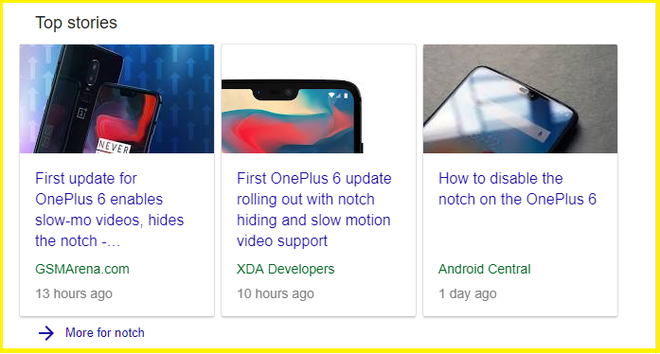 Top stories
NEVER
First update for
OnePlus 6 enables
slow-mo videos, hides
the notch -...
GSMArena.com
13 hours ago
First OnePlus 6 update
rolling out with notch
hiding and slow motion
video support
XDA Developers
10 hours ago
How to disable the
notch on the OnePlus 6
Android Central
1 day ago
More for notch